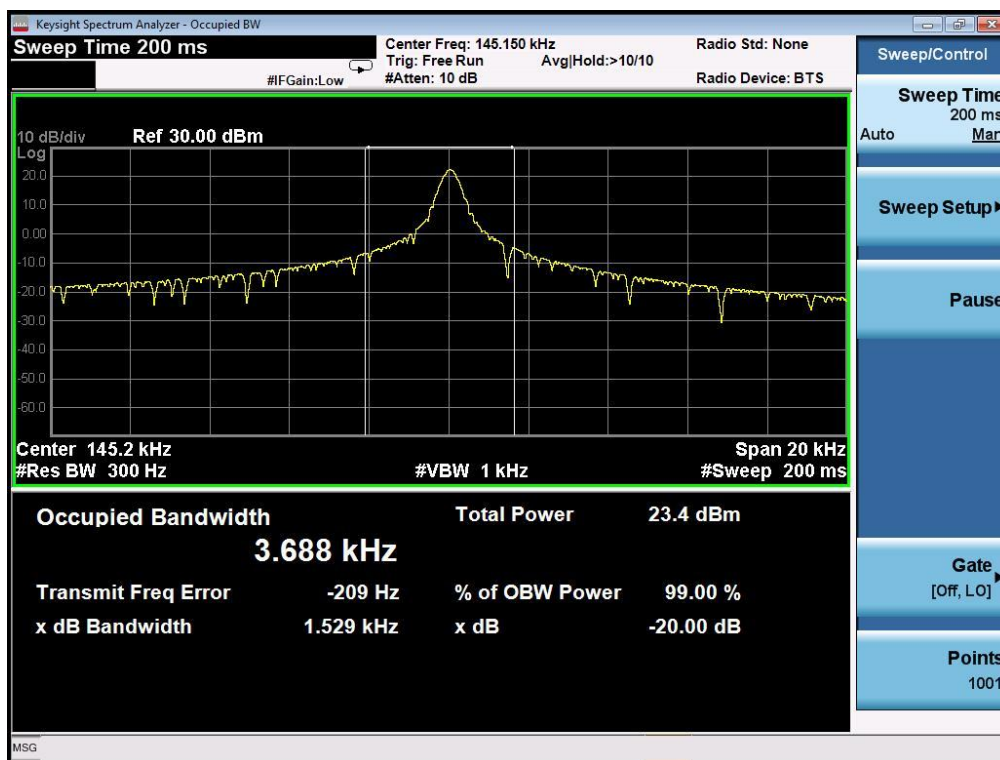 Keysight Spectrum Analyzer - Occupied BW
Sweep Time 200 ms
Center Freq: 145.150 kHz
Radio Std: None
Trig: Free Run
Avg|Hold:>10/10
#IFGain:Low
#Atten: 10 dB
Radio Device: BTS
10 dB/div
Ref 30.00 dBm
Log
20.0
10.0
0.00
-10.0
-20.0
-30.0
-40.0
-50.0
-60.0
Center 145.2 kHz
Span 20 kHz
#Res BW 300 Hz
#VBW 1 kHz
#Sweep 200 ms
Occupied Bandwidth
3.688 kHz
Total Power
23.4 dBm
Transmit Freq Error
-209 Hz
% of OBW Power
99.00 %
x dB Bandwidth
1.529 kHz
x dB
-20.00 dB
Sweep/Control
Sweep Time
200 ms
Auto
Man
Sweep Setup
Pause
Gate
[Off, LO]
Points
1001
MSG